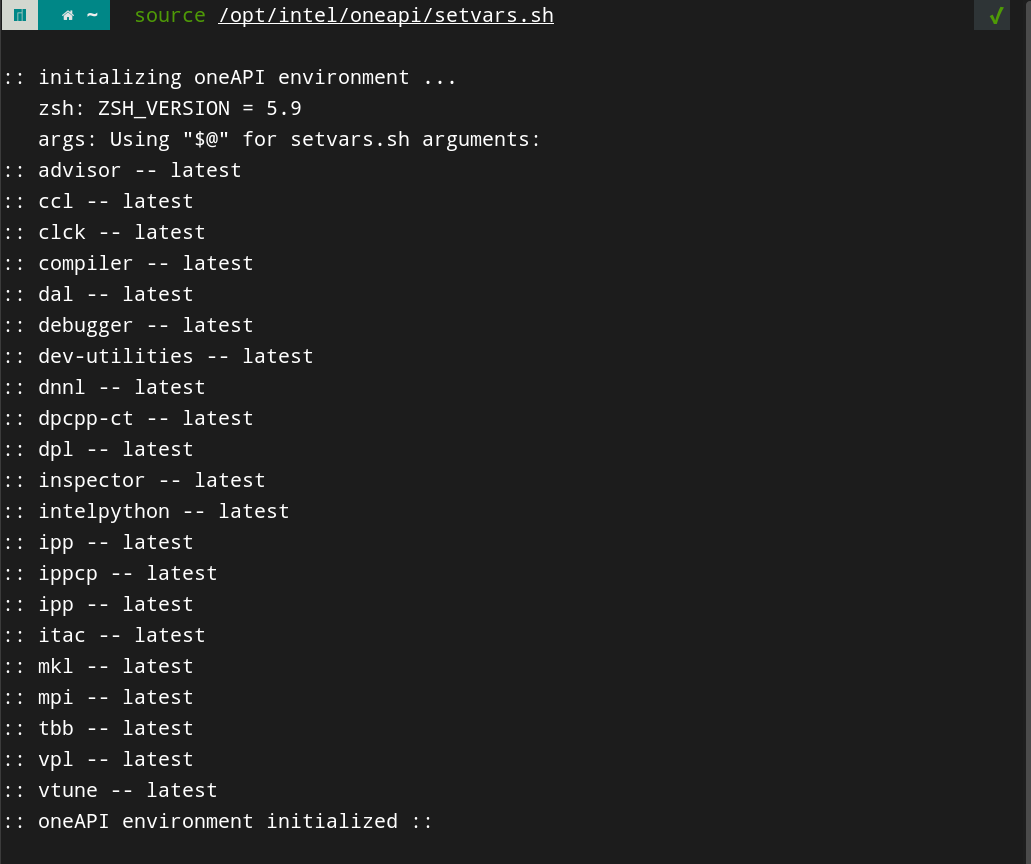 ~ source /opt/intel/oneapi/setvars.sh ✓
:: initializing oneAPI environment ...
zsh: ZSH_VERSION = 5.9
args: Using "$@" for setvars.sh arguments:
:: advisor -- latest
:: ccl -- latest
:: clck -- latest
:: compiler -- latest
:: dal -- latest
:: debugger -- latest
:: dev-utilities -- latest
:: dnnl -- latest
:: dpcpp-ct -- latest
:: dpl -- latest
:: inspector -- latest
:: intelpython -- latest
:: ipp -- latest
:: ippcp -- latest
:: ipp -- latest
:: itac -- latest
:: mkl -- latest
:: mpi -- latest
:: tbb -- latest
:: vpl -- latest
:: vtune -- latest
:: oneAPI environment initialized ::